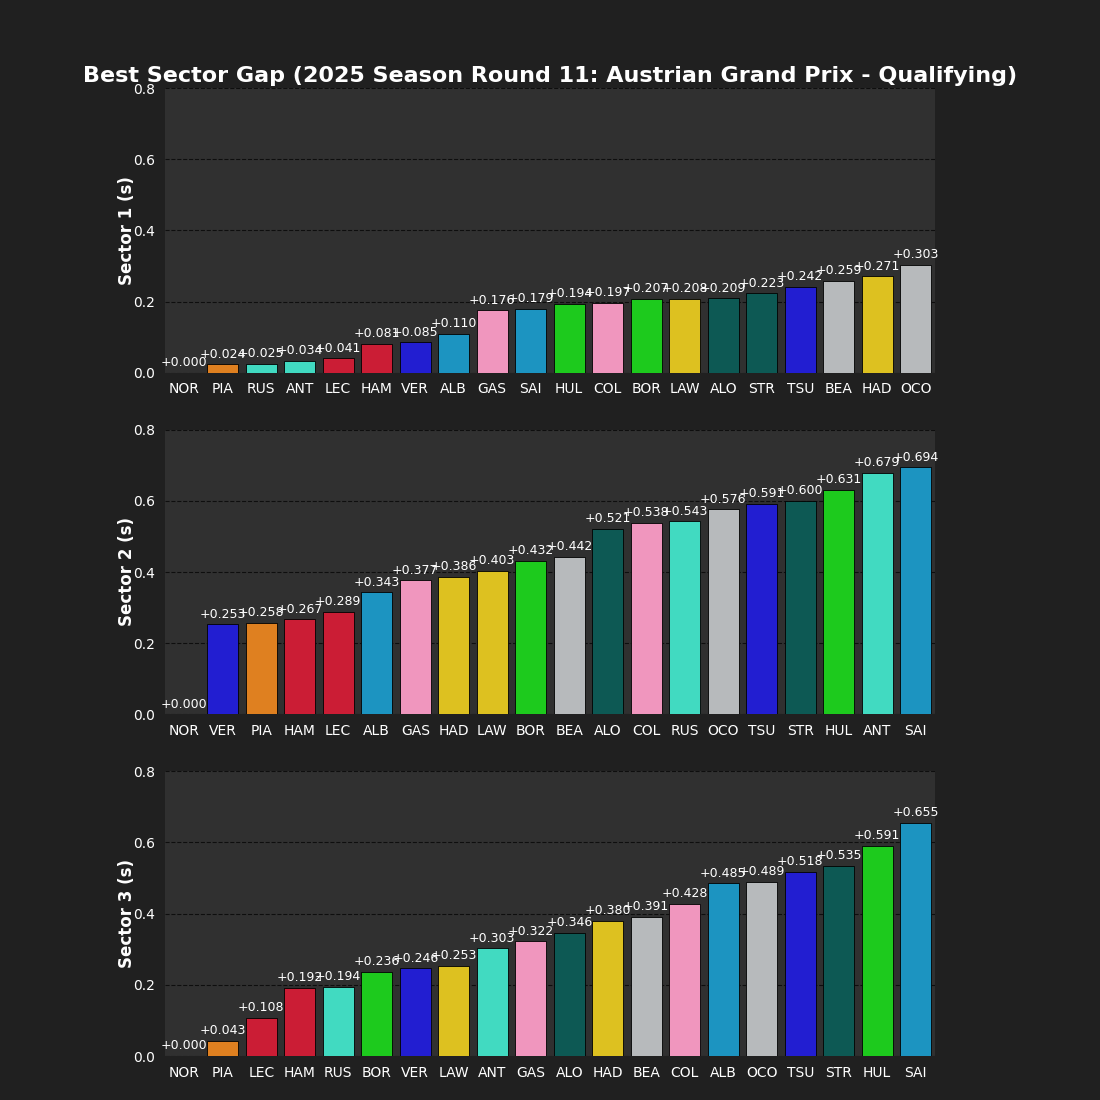 Best Sector Gap (2025 Season Round 11: Austrian Grand Prix - Qualifying)
Sector 1 (s)
0.8
0.6
0.4
0.2
0.0
+0.000 +0.024 +0.025 +0.034 +0.041 +0.081 +0.085 +0.110 +0.176 +0.179 +0.194 +0.197 +0.207 +0.208 +0.209 +0.223 +0.242 +0.259 +0.271 +0.303
NOR PIA RUS ANT LEC HAM VER ALB GAS SAI HUL COL BOR LAW ALO STR TSU BEA HAD OCO
Sector 2 (s)
0.8
0.6
0.4
0.2
0.0
+0.000 +0.253 +0.258 +0.267 +0.289 +0.343 +0.377 +0.386 +0.403 +0.432 +0.442 +0.521 +0.538 +0.543 +0.576 +0.591 +0.600 +0.631 +0.679 +0.694
NOR VER PIA HAM LEC ALB GAS HAD LAW BOR BEA ALO COL RUS OCO TSU STR HUL ANT SAI
Sector 3 (s)
0.8
0.6
0.4
0.2
0.0
+0.000 +0.043 +0.108 +0.192 +0.194 +0.236 +0.246 +0.253 +0.303 +0.322 +0.346 +0.380 +0.391 +0.428 +0.485 +0.489 +0.518 +0.535 +0.591 +0.655
NOR PIA LEC HAM RUS BOR VER LAW ANT GAS ALO HAD BEA COL ALB OCO TSU STR HUL SAI